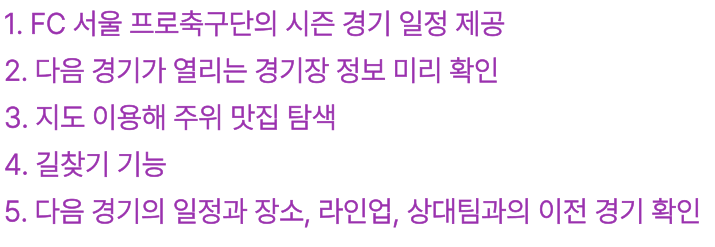 1. FC 서울 프로축구단의 시즌 경기 일정 제공
2. 다음 경기가 열리는 경기장 정보 미리 확인
3. 지도 이용해 주위 맛집 탐색
4. 길찾기 기능
5. 다음 경기의 일정과 장소, 라인업, 상대팀과의 이전 경기 확인